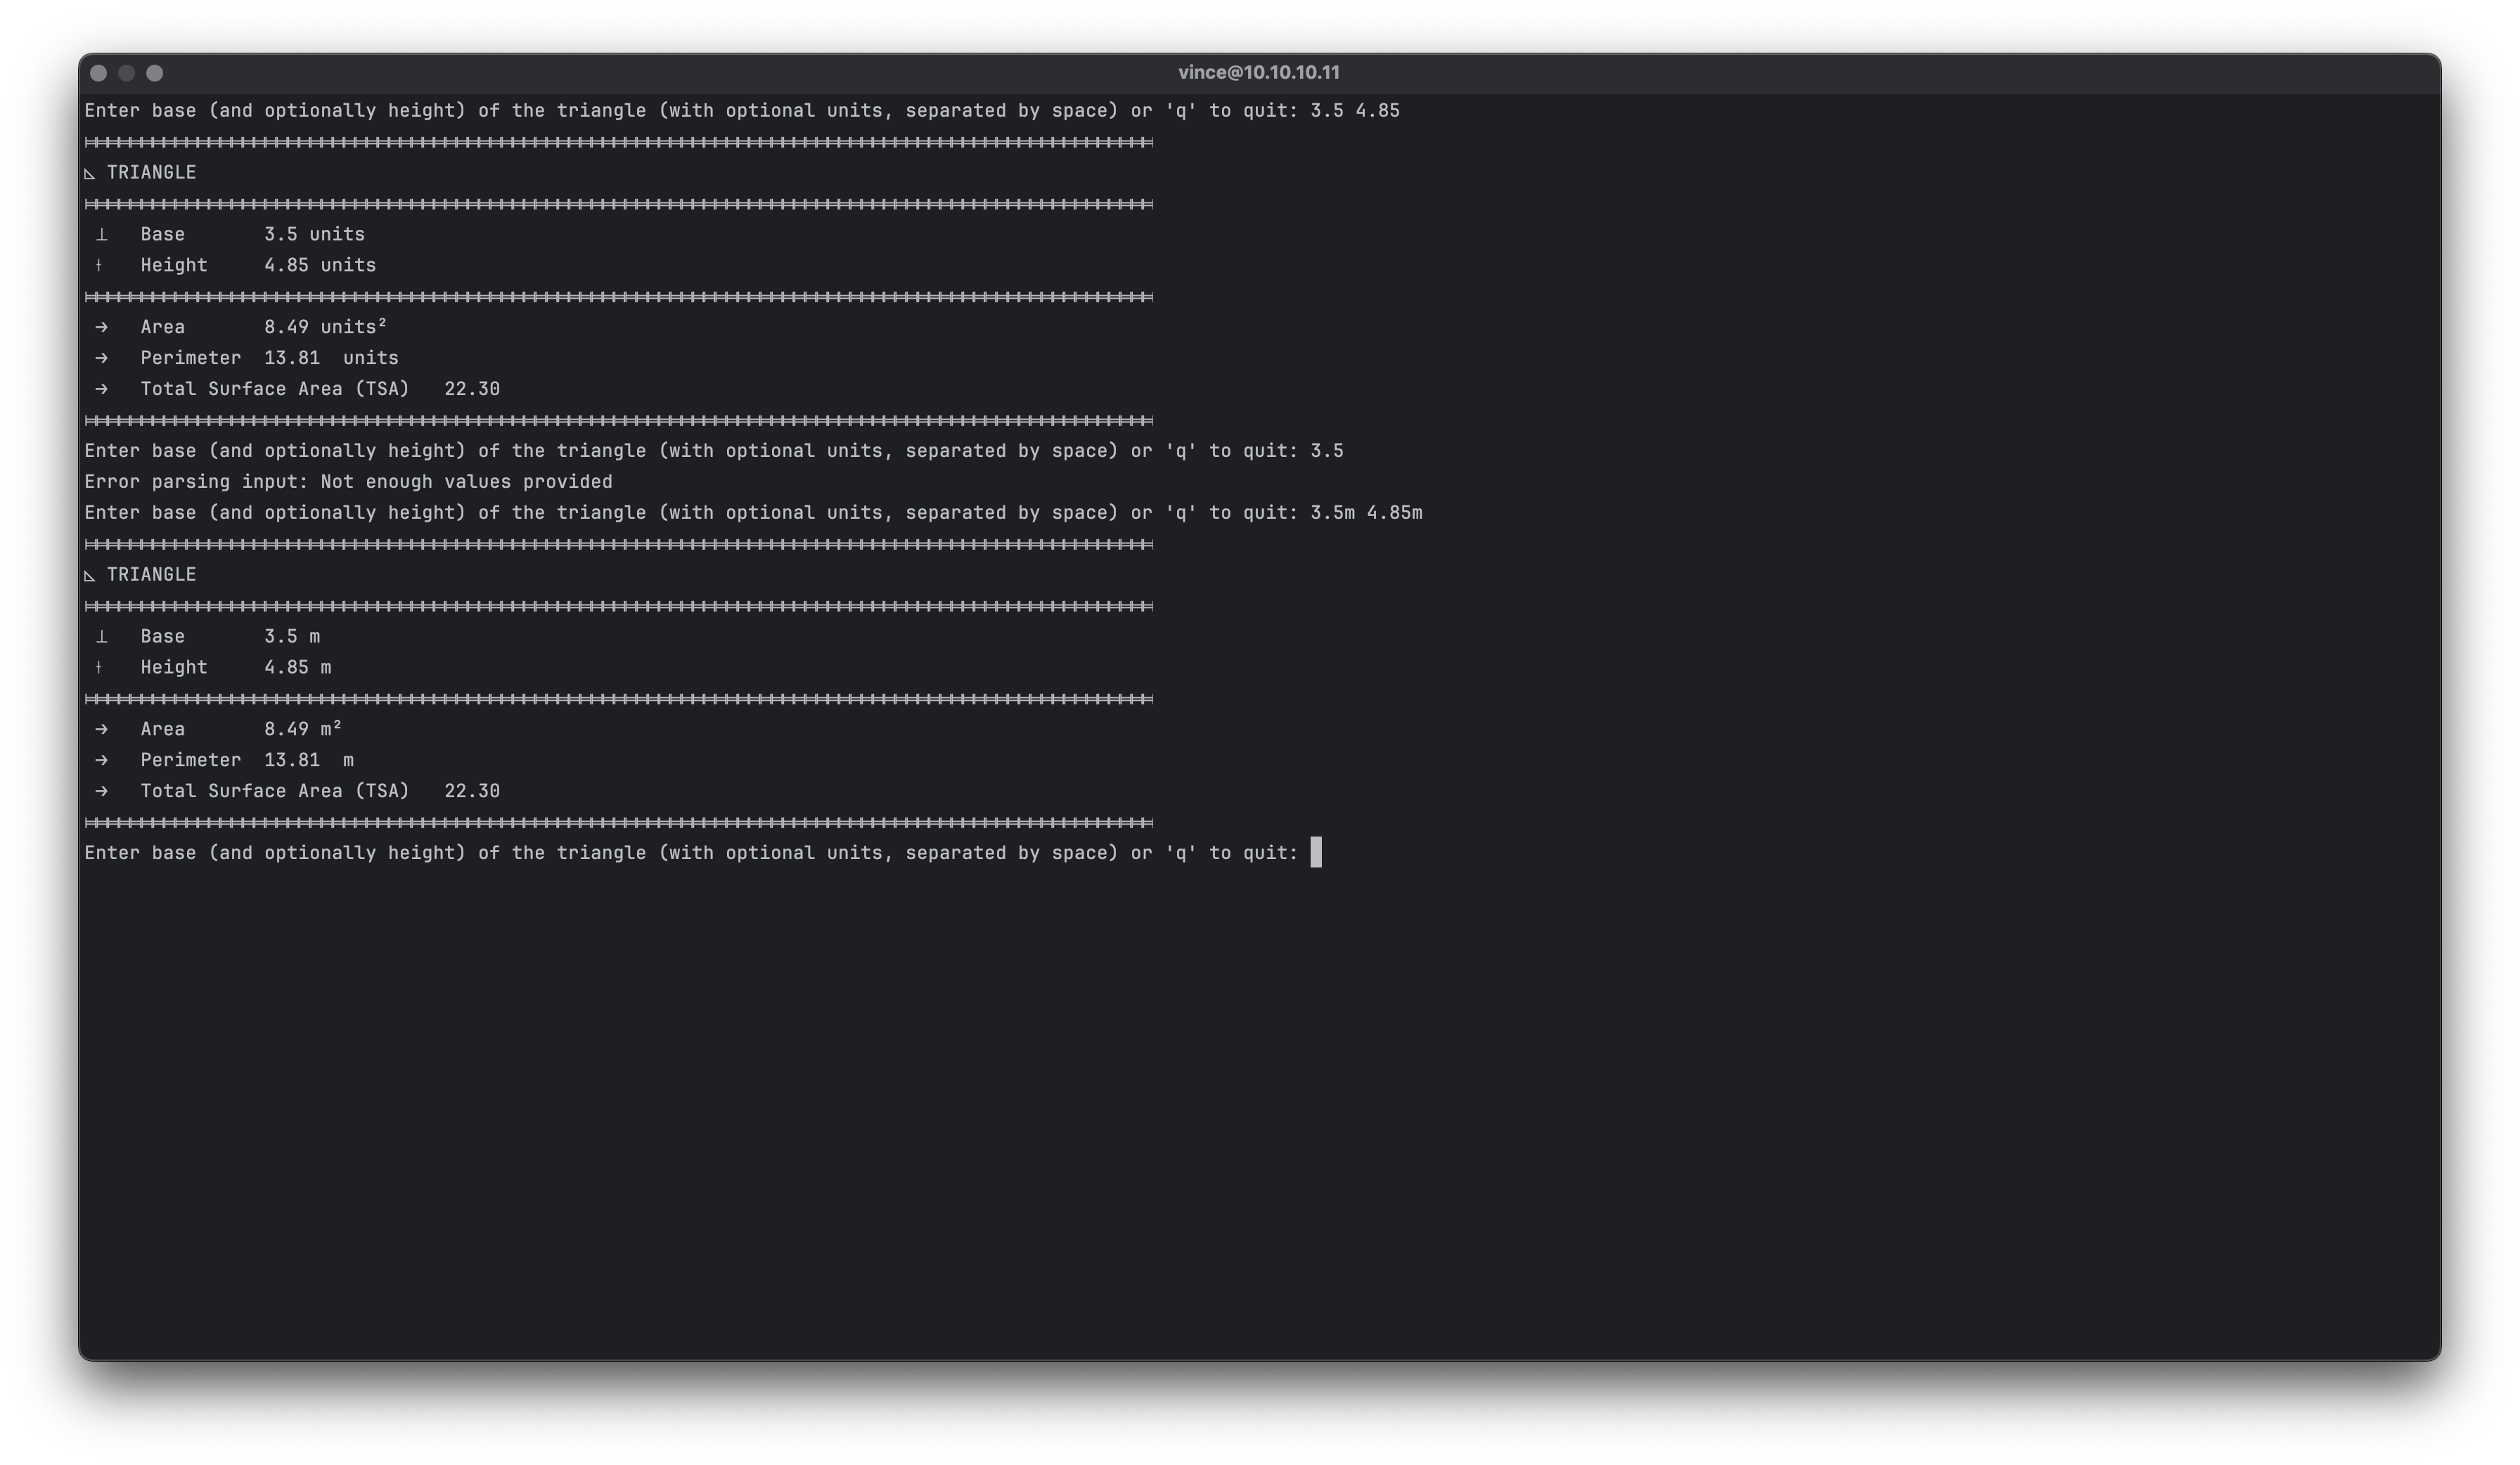 vince@10.10.10.11
Enter base (and optionally height) of the triangle (with optional units, separated by space) or 'q' to quit: 3.5 4.85
◺ TRIANGLE
⊥ Base 3.5 units
⫲ Height 4.85 units
→ Area 8.49 units²
→ Perimeter 13.81 units
→ Total Surface Area (TSA) 22.30
Enter base (and optionally height) of the triangle (with optional units, separated by space) or 'q' to quit: 3.5
Error parsing input: Not enough values provided
Enter base (and optionally height) of the triangle (with optional units, separated by space) or 'q' to quit: 3.5m 4.85m
◺ TRIANGLE
⊥ Base 3.5 m
⫲ Height 4.85 m
→ Area 8.49 m²
→ Perimeter 13.81 m
→ Total Surface Area (TSA) 22.30
Enter base (and optionally height) of the triangle (with optional units, separated by space) or 'q' to quit: